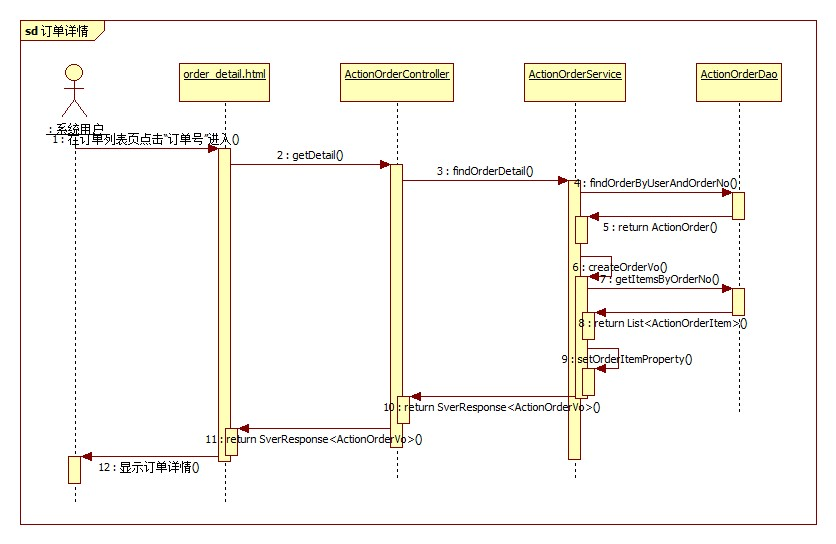 sd 订单详情
order_detail.html
ActionOrderController
ActionOrderService
ActionOrderDao
: 系统用户
1 : 在订单列表页点击“订单号”进入()
2 : getDetail()
3 : findOrderDetail()
4 : findOrderByUserAndOrderNo()
5 : return ActionOrder()
6 : createOrderVo()
7 : getItemsByOrderNo()
8 : return List<ActionOrderItem>()
9 : setOrderItemProperty()
10 : return SverResponse<ActionOrderVo>()
11 : return SverResponse<ActionOrderVo>()
12 : 显示订单详情()